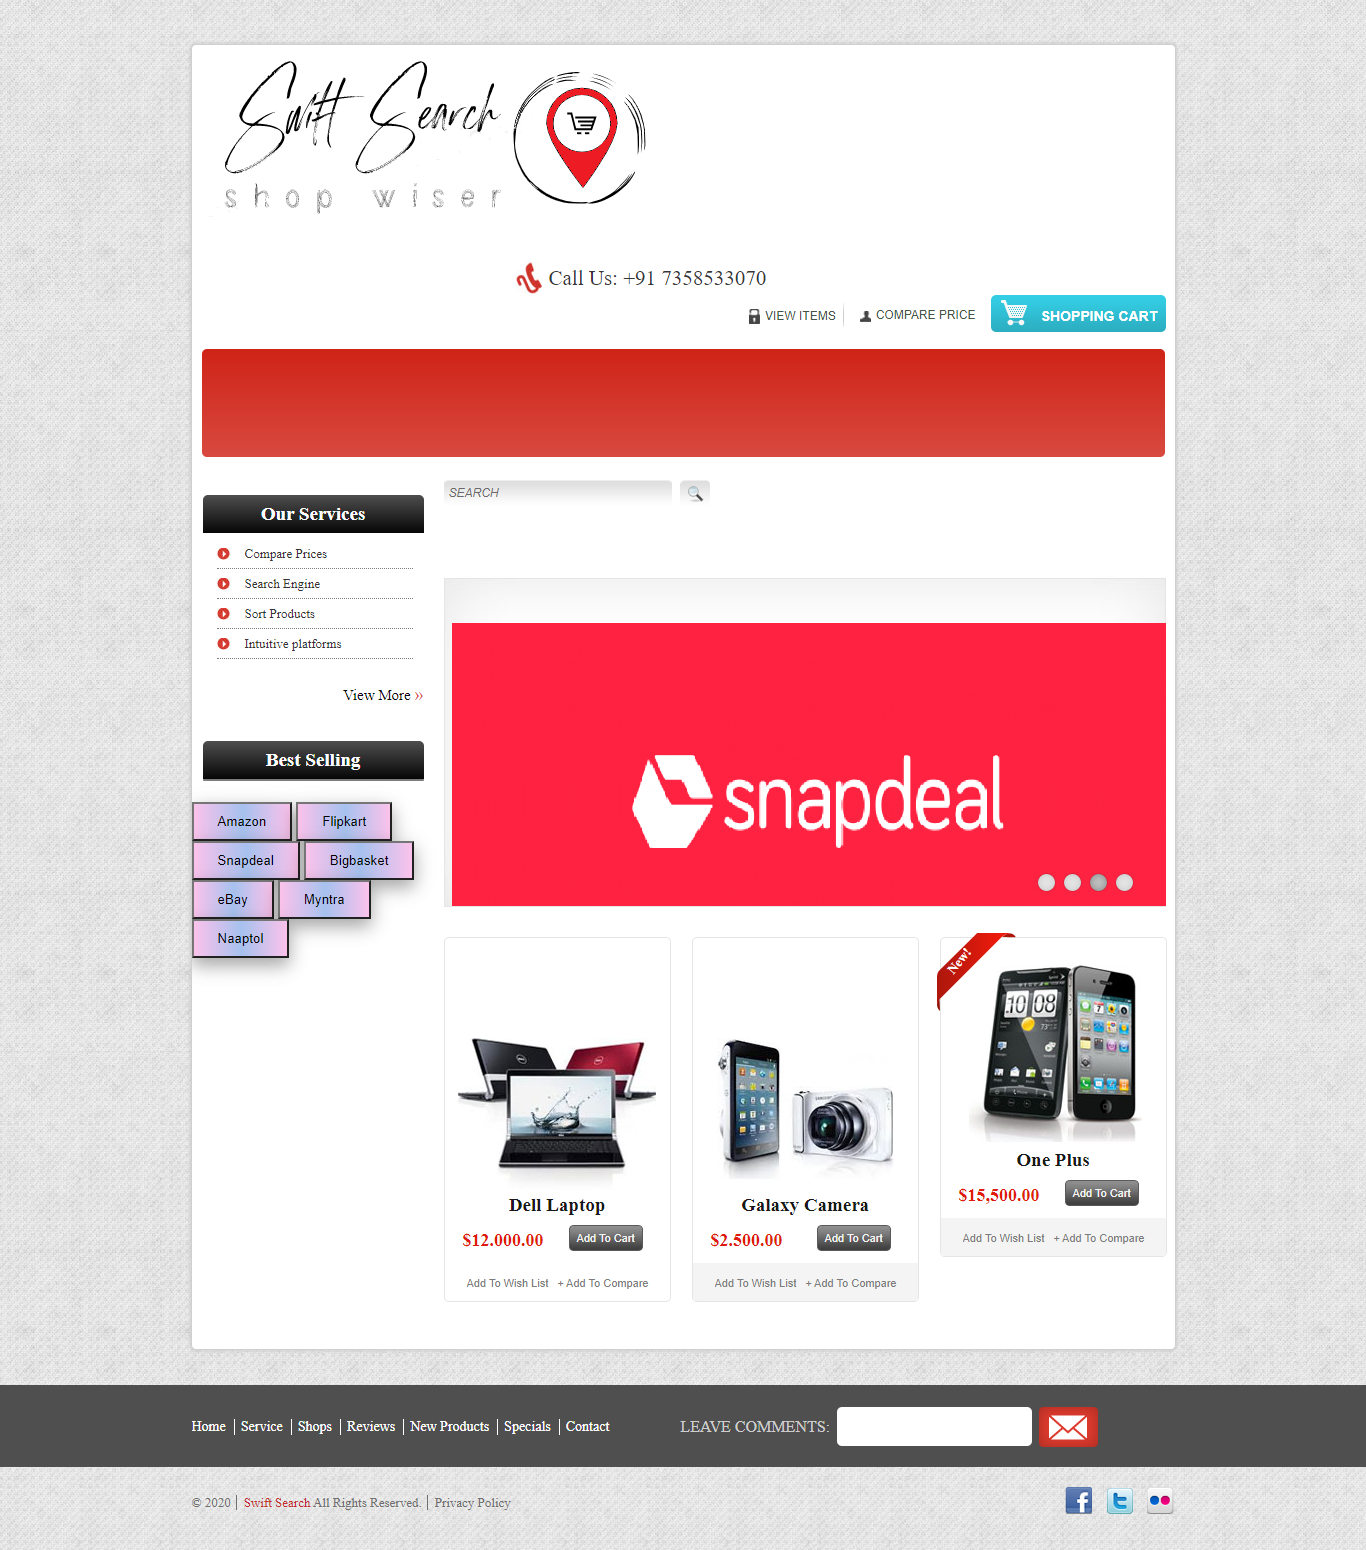 Swift Search
shop wiser
Call Us: +91 7358533070
VIEW ITEMS
COMPARE PRICE
SHOPPING CART
SEARCH
Our Services
Compare Prices
Search Engine
Sort Products
Intuitive platforms
View More ››
Best Selling
Amazon
Flipkart
Snapdeal
Bigbasket
eBay
Myntra
Naaptol
snapdeal
Dell Laptop
$12.000.00
Add To Cart
Add To Wish List + Add To Compare
Galaxy Camera
$2.500.00
Add To Cart
Add To Wish List + Add To Compare
New!
10:08
One Plus
$15,500.00
Add To Cart
Add To Wish List + Add To Compare
Home | Service | Shops | Reviews | New Products | Specials | Contact
LEAVE COMMENTS:
© 2020 | Swift Search All Rights Reserved. | Privacy Policy